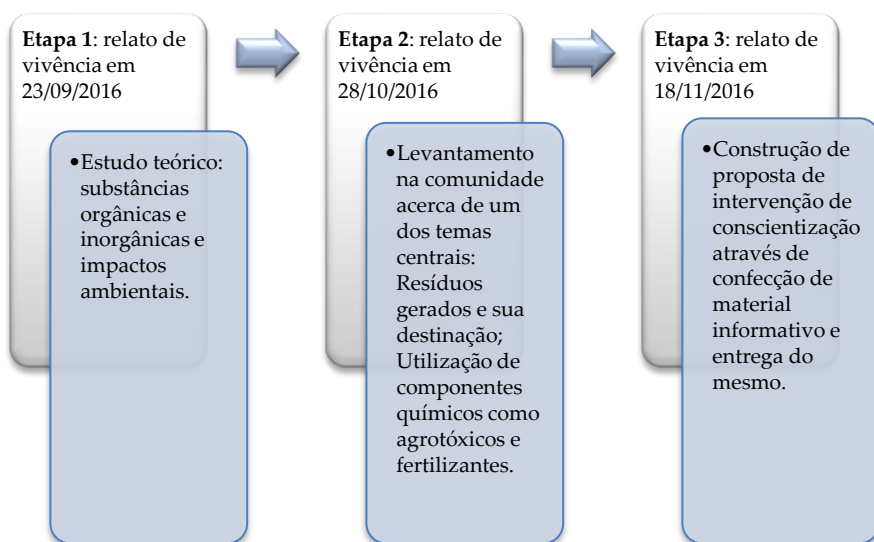 Etapa 1: relato de
vivência em
23/09/2016
•Estudo teórico:
substâncias
orgânicas e
inorgânicas e
impactos
ambientais.
Etapa 2: relato de
vivência em
28/10/2016
•Levantamento
na comunidade
acerca de um
dos temas
centrais:
Resíduos
gerados e sua
destinação;
Utilização de
componentes
químicos como
agrotóxicos e
fertilizantes.
Etapa 3: relato de
vivência em
18/11/2016
•Construção de
proposta de
intervenção de
conscientização
através de
confecção de
material
informativo e
entrega do
mesmo.